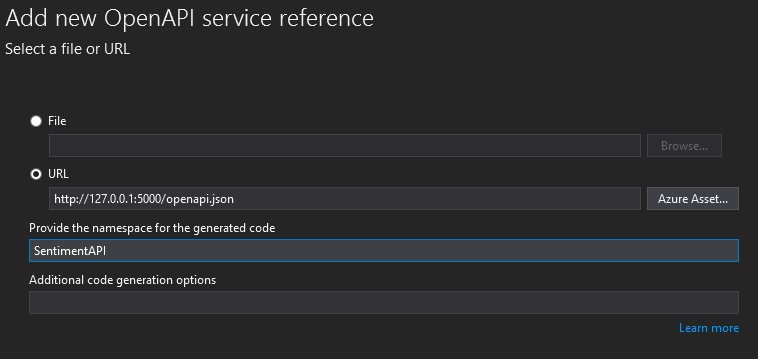 Add new OpenAPI service reference
Select a file or URL
File
Browse...
URL
http://127.0.0.1:5000/openapi.json
Azure Asset...
Provide the namespace for the generated code
SentimentAPI
Additional code generation options
Learn more